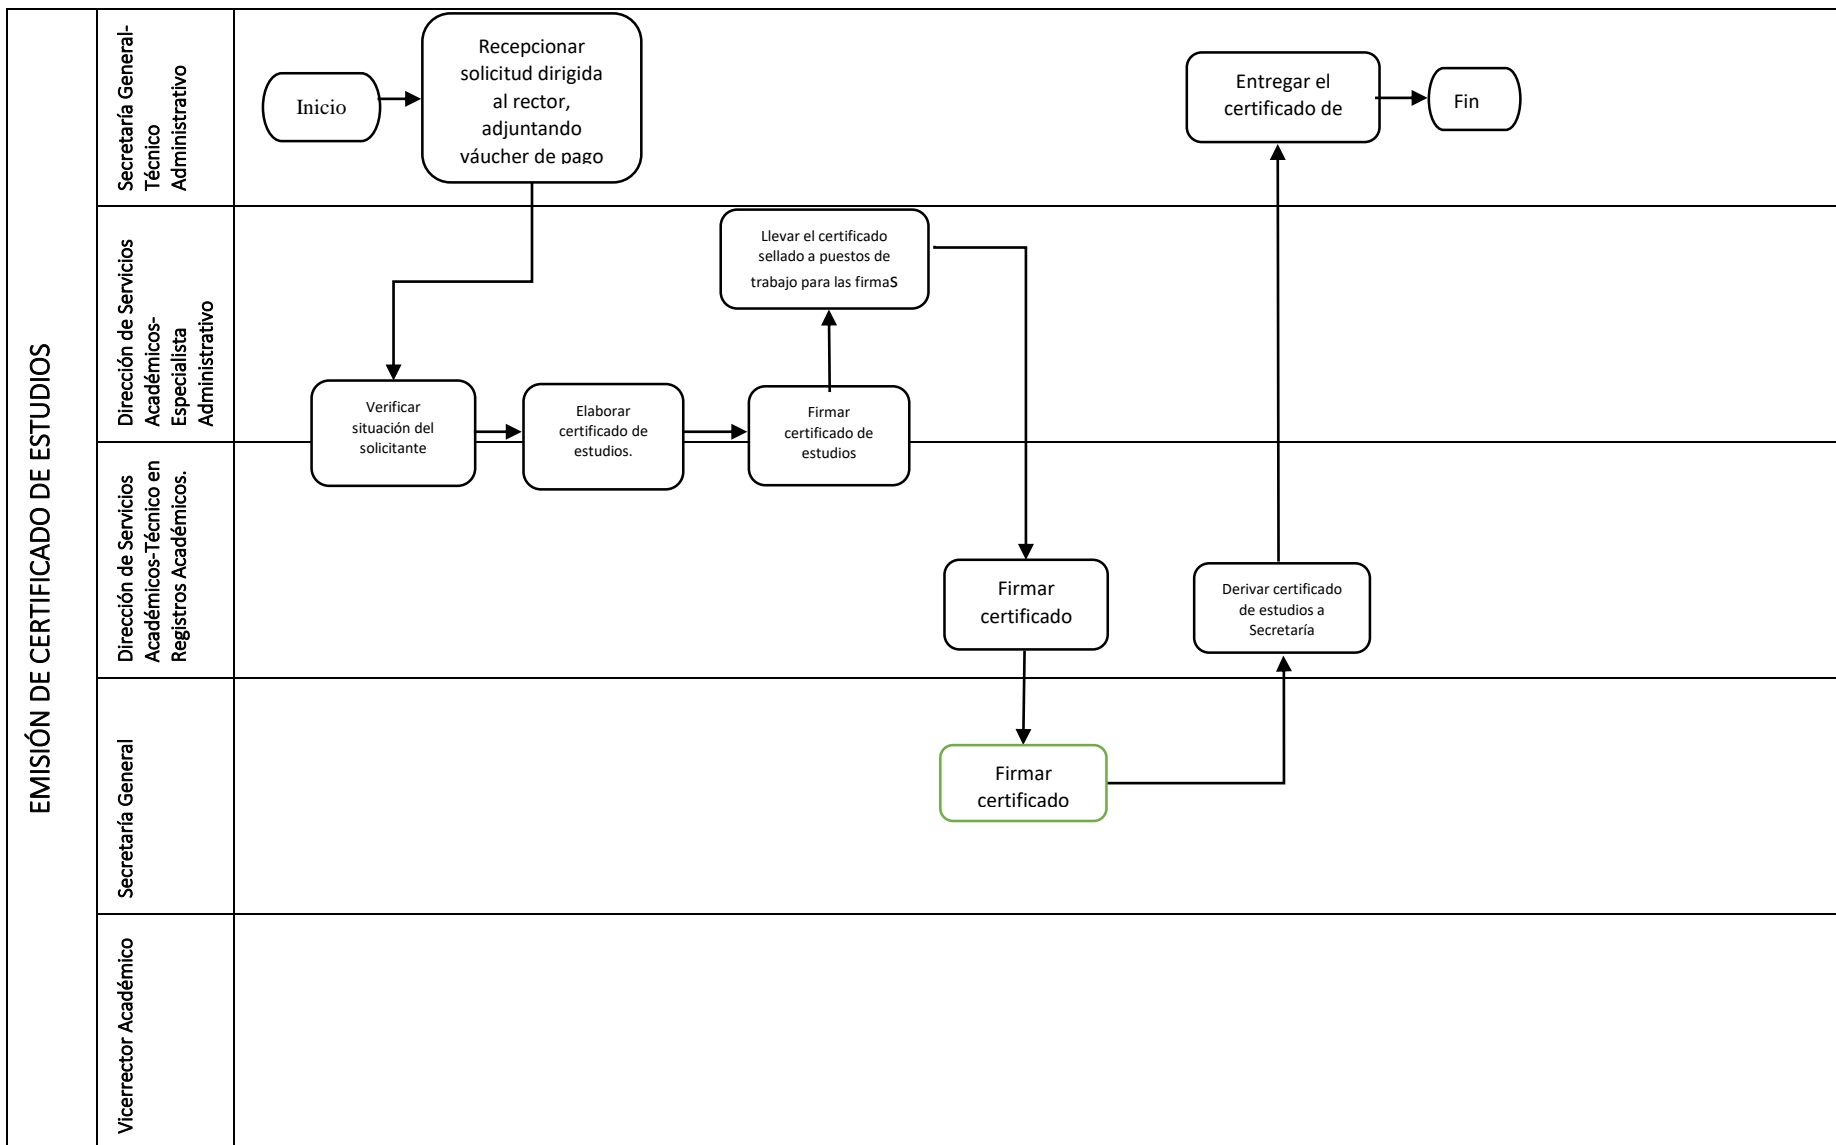 EMISIÓN DE CERTIFICADO DE ESTUDIOS
Secretaría General-
Técnico
Administrativo
Inicio
Recepcionar
solicitud dirigida
al rector,
adjuntando
váucher de pago
Entregar el
certificado de
Fin
Dirección de Servicios
Académicos-
Especialista
Administrativo
Llevar el certificado
sellado a puestos de
trabajo para las firmaS
Verificar
situación del
solicitante
Elaborar
certificado de
estudios.
Firmar
certificado de
estudios
Dirección de Servicios
Académicos-Técnico en
Registros Académicos.
Firmar
certificado
Derivar certificado
de estudios a
Secretaría
Secretaría General
Firmar
certificado
Vicerrector Académico